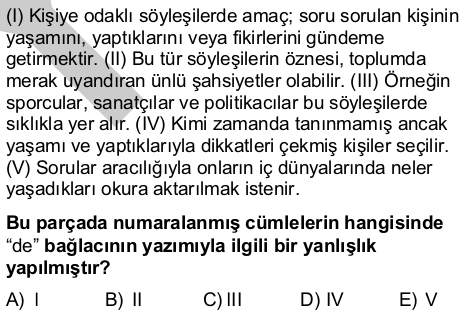 (I) Kişiye odaklı söyleşilerde amaç; soru sorulan kişinin
yaşamını, yaptıklarını veya fikirlerini gündeme
getirmektir. (II) Bu tür söyleşilerin öznesi, toplumda
merak uyandıran ünlü şahsiyetler olabilir. (III) Örneğin
sporcular, sanatçılar ve politikacılar bu söyleşilerde
sıklıkla yer alır. (IV) Kimi zamanda tanınmamış ancak
yaşamı ve yaptıklarıyla dikkatleri çekmiş kişiler seçilir.
(V) Sorular aracılığıyla onların iç dünyalarında neler
yaşadıkları okura aktarılmak istenir.
Bu parçada numaralanmış cümlelerin hangisinde
“de” bağlacının yazımıyla ilgili bir yanlışlık
yapılmıştır?
A) I B) II C) III D) IV E) V